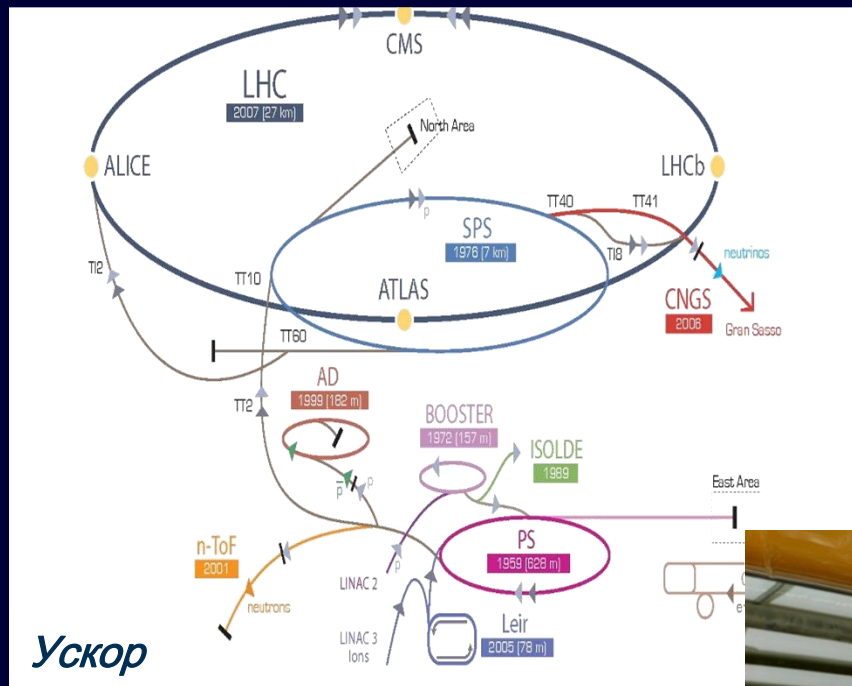 CMS
LHC
2007 (27 km)
North Area
ALICE
LHCb
TT40
TT41
p
SPS
1976 (7 km)
TI8
neutrinos
TI2
TT10
ATLAS
CNGS
2006
Gran Sasso
TT60
AD
1999 (182 m)
TT2
BOOSTER
1972 (157 m)
ISOLDE
1989
East Area
p̅
p
n-ToF
2001
PS
1959 (628 m)
LINAC 2
p
neutrons
Leir
2005 (78 m)
LINAC 3
Ions
Ускор